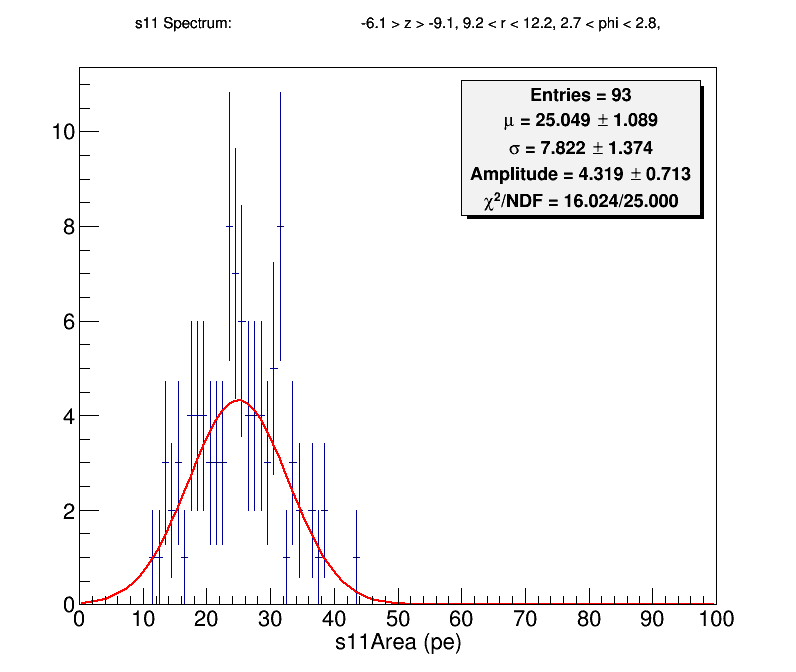 s11 Spectrum: -6.1 > z > -9.1, 9.2 < r < 12.2, 2.7 < phi < 2.8,
Entries = 93
μ = 25.049 ± 1.089
σ = 7.822 ± 1.374
Amplitude = 4.319 ± 0.713
χ²/NDF = 16.024/25.000
10
8
6
4
2
0
0 10 20 30 40 50 60 70 80 90 100
s11Area (pe)